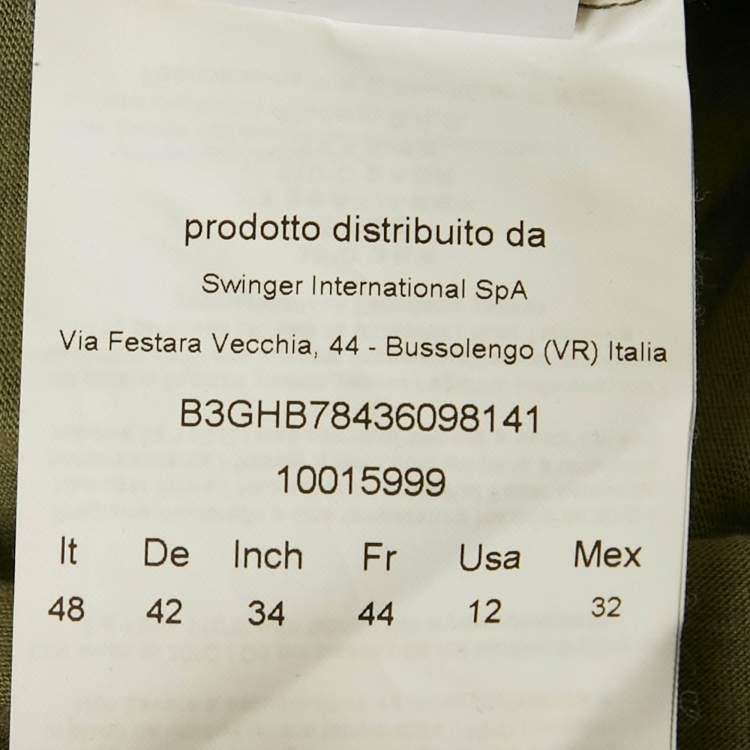 prodotto distribuito da
Swinger International SpA
Via Festara Vecchia, 44 - Bussolengo (VR) Italia
B3GHB78436098141
10015999
It De Inch Fr Usa Mex
48 42 34 44 12 32